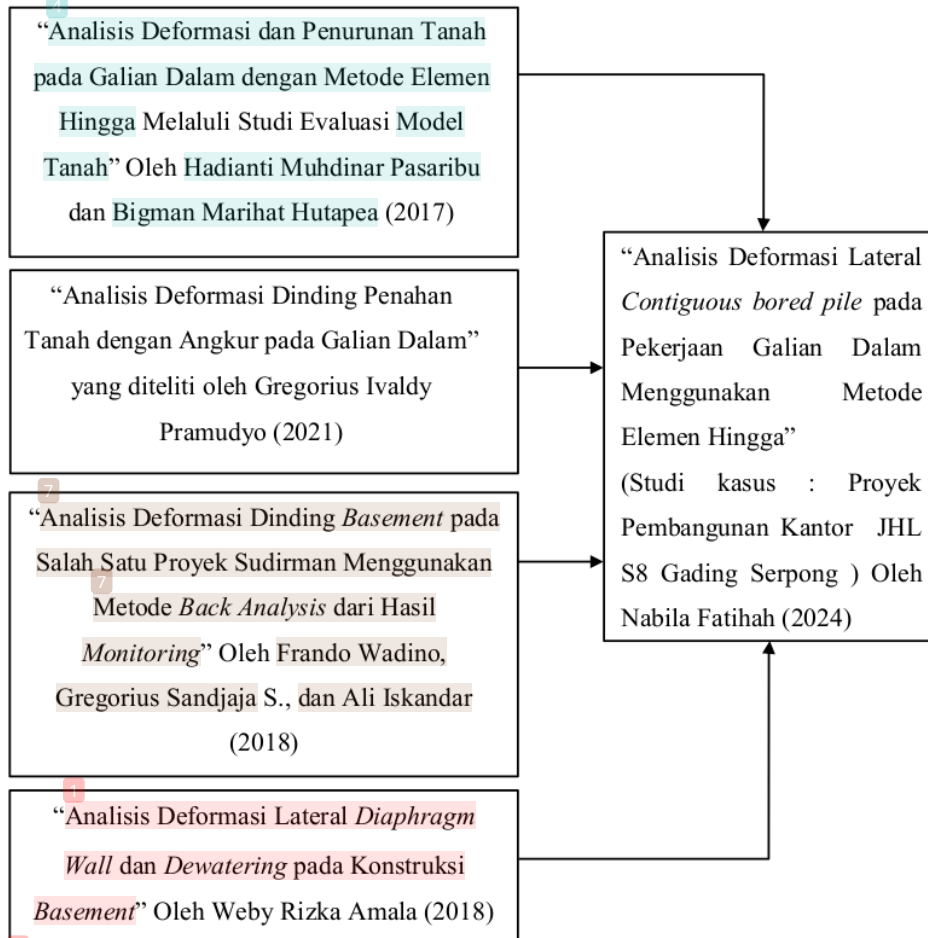 4
“Analisis Deformasi dan Penurunan Tanah
pada Galian Dalam dengan Metode Elemen
Hingga Melaluli Studi Evaluasi Model
Tanah” Oleh Hadianti Muhdinar Pasaribu
dan Bigman Marihat Hutapea (2017)
“Analisis Deformasi Dinding Penahan
Tanah dengan Angkur pada Galian Dalam”
yang diteliti oleh Gregorius Ivaldy
Pramudyo (2021)
7
“Analisis Deformasi Dinding Basement pada
Salah Satu Proyek Sudirman Menggunakan
7
Metode Back Analysis dari Hasil
Monitoring” Oleh Frando Wadino,
Gregorius Sandjaja S., dan Ali Iskandar
(2018)
1
“Analisis Deformasi Lateral Diaphragm
Wall dan Dewatering pada Konstruksi
Basement” Oleh Weby Rizka Amala (2018)
“Analisis Deformasi Lateral
Contiguous bored pile pada
Pekerjaan Galian Dalam
Menggunakan Metode
Elemen Hingga”
(Studi kasus : Proyek
Pembangunan Kantor JHL
S8 Gading Serpong ) Oleh
Nabila Fatihah (2024)